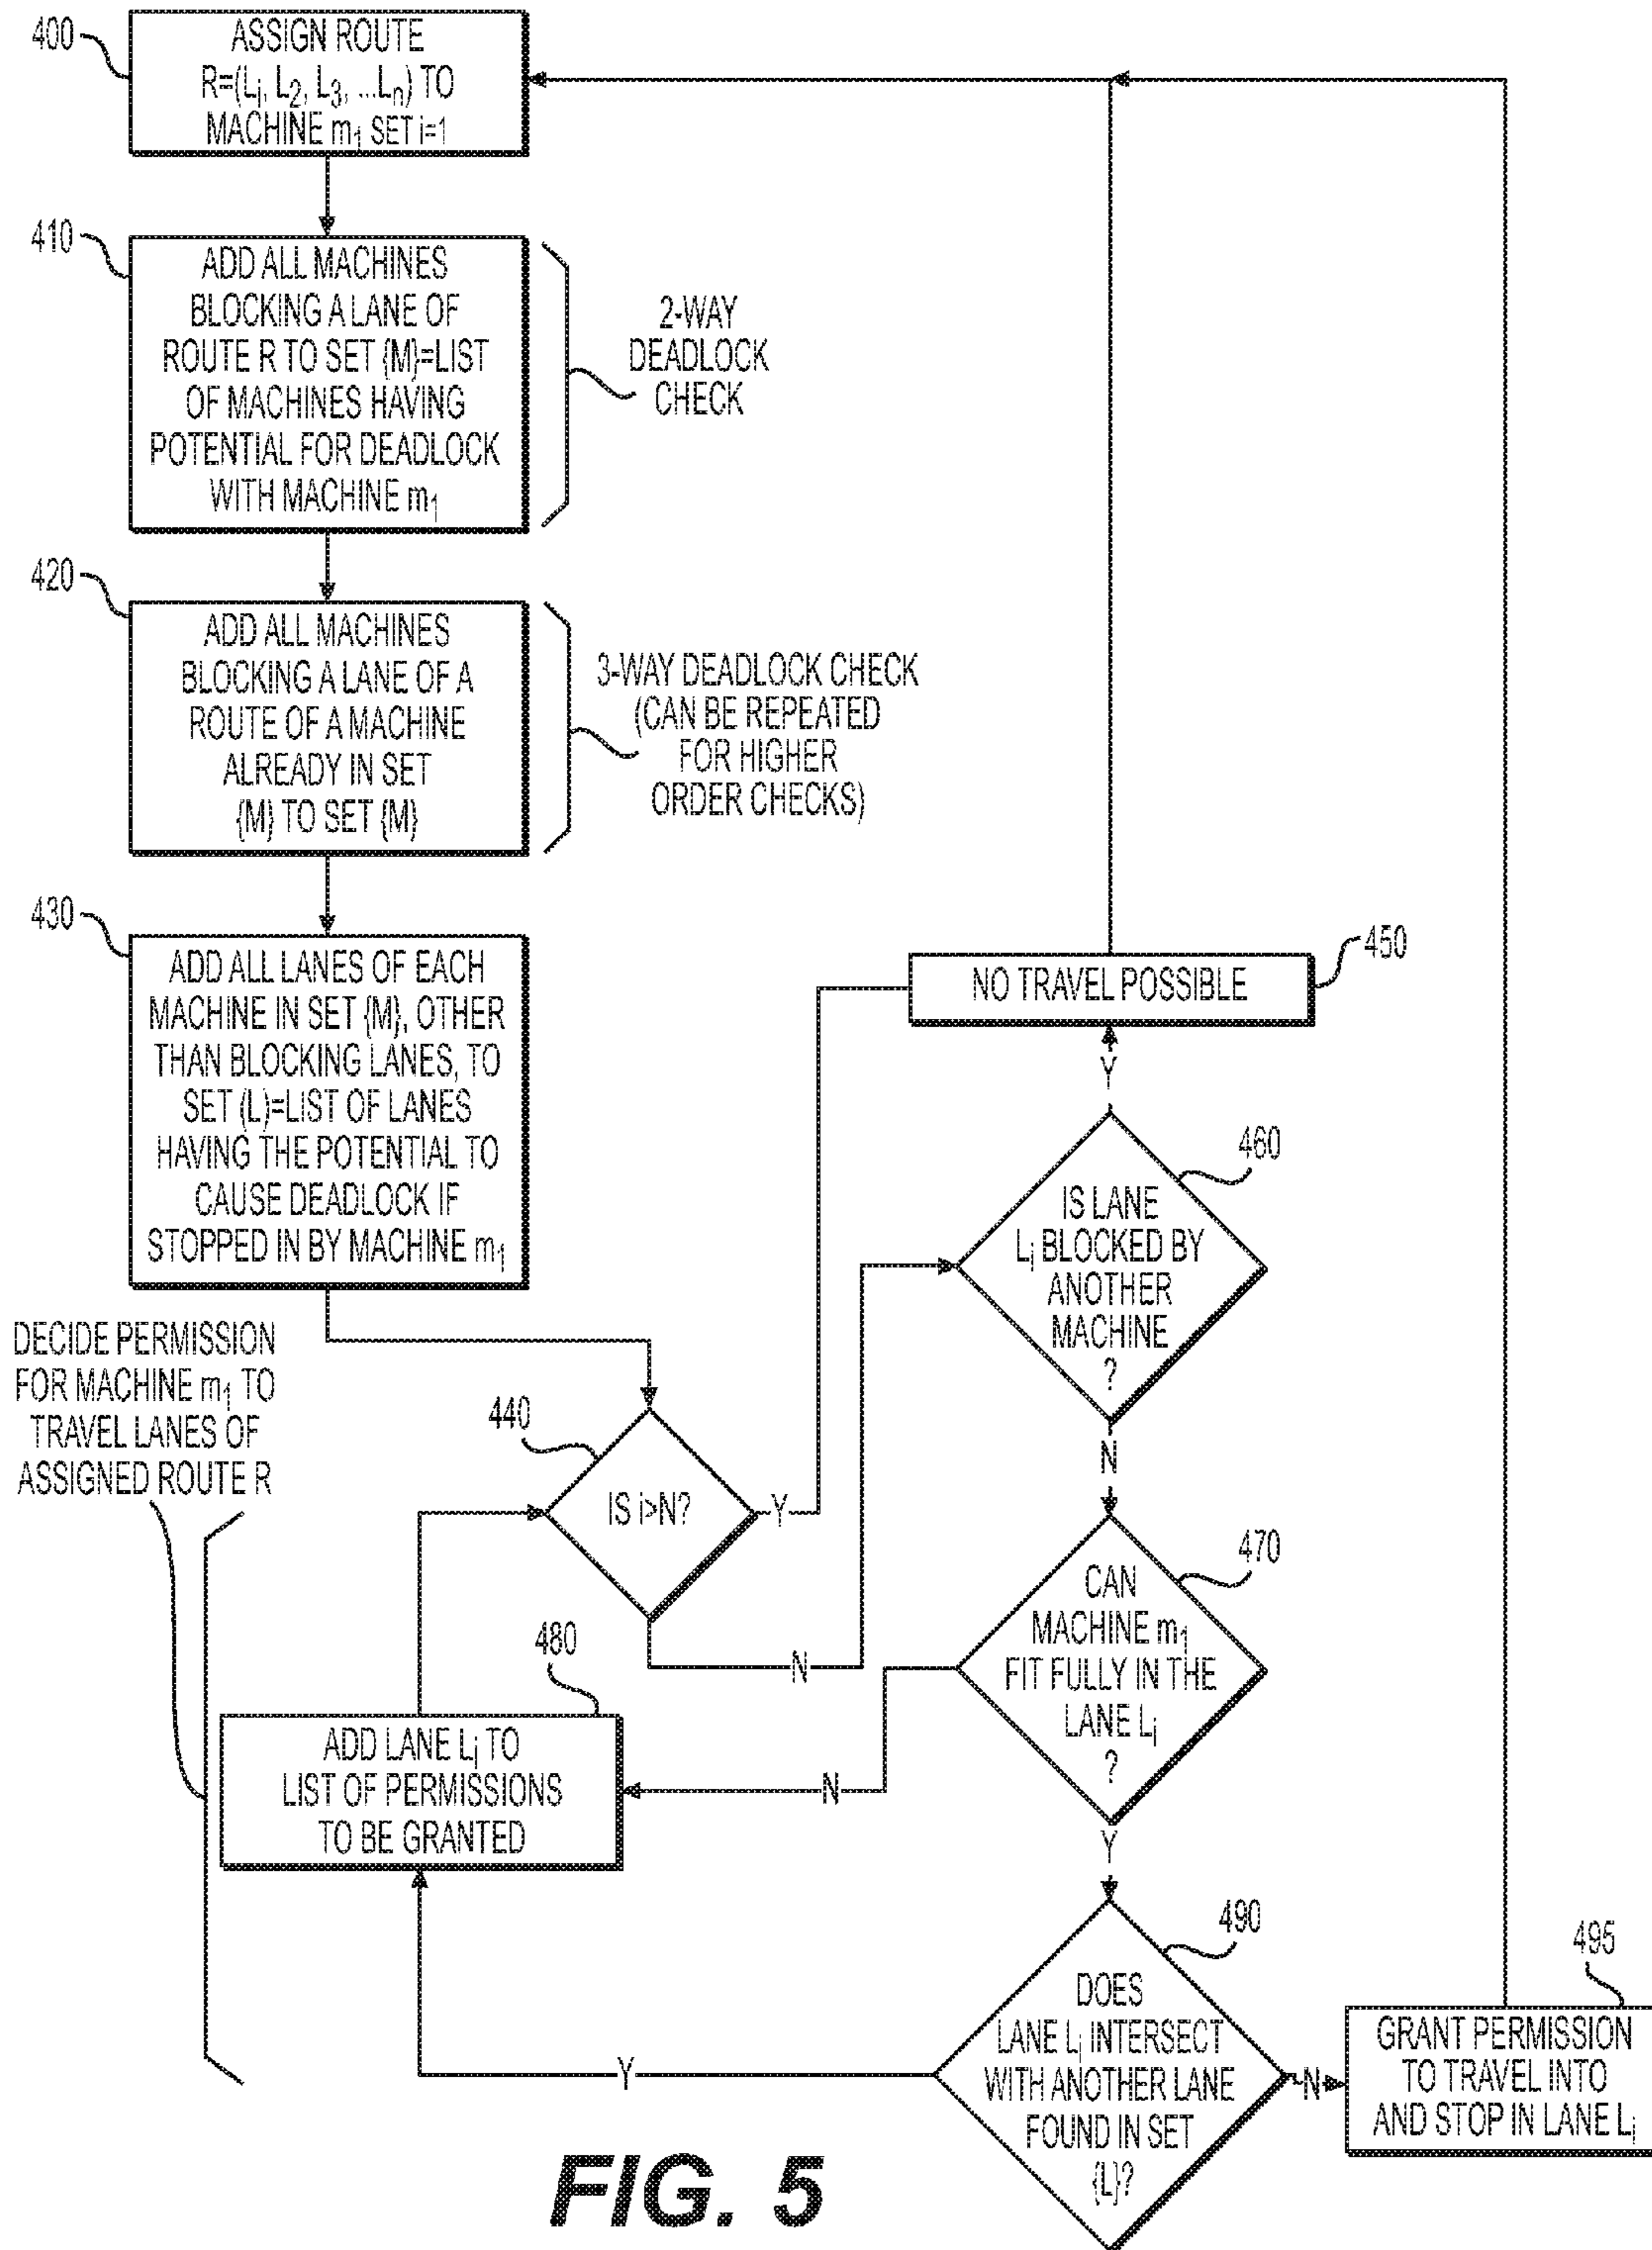 400
ASSIGN ROUTE
R=(Li, L2, L3, ...Ln) TO
MACHINE m1 SET i=1
410
ADD ALL MACHINES
BLOCKING A LANE OF
ROUTE R TO SET {M}=LIST
OF MACHINES HAVING
POTENTIAL FOR DEADLOCK
WITH MACHINE m1
2-WAY
DEADLOCK
CHECK
420
ADD ALL MACHINES
BLOCKING A LANE OF A
ROUTE OF A MACHINE
ALREADY IN SET
{M} TO SET {M}
3-WAY DEADLOCK CHECK
(CAN BE REPEATED
FOR HIGHER
ORDER CHECKS)
430
ADD ALL LANES OF EACH
MACHINE IN SET {M}, OTHER
THAN BLOCKING LANES, TO
SET (L)=LIST OF LANES
HAVING THE POTENTIAL TO
CAUSE DEADLOCK IF
STOPPED IN BY MACHINE m1
450
NO TRAVEL POSSIBLE
Y
460
IS LANE
Li BLOCKED BY
ANOTHER
MACHINE
?
N
DECIDE PERMISSION
FOR MACHINE m1 TO
TRAVEL LANES OF
ASSIGNED ROUTE R
440
IS i>N?
Y
N
470
CAN
MACHINE m1
FIT FULLY IN THE
LANE Li
?
N
Y
480
ADD LANE Li TO
LIST OF PERMISSIONS
TO BE GRANTED
490
DOES
LANE Li INTERSECT
WITH ANOTHER LANE
FOUND IN SET
{L}?
Y
N
495
GRANT PERMISSION
TO TRAVEL INTO
AND STOP IN LANE Li
FIG. 5